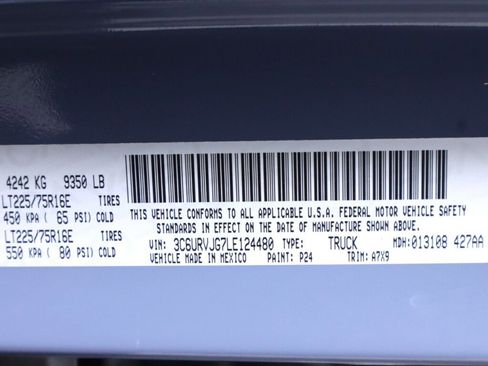 4242 KG 9350 LB
LT225/75R16E TIRES
450 KPA ( 65 PSI) COLD
LT225/75R16E TIRES
550 KPA ( 80 PSI) COLD
THIS VEHICLE CONFORMS TO ALL APPLICABLE U.S.A. FEDERAL MOTOR VEHICLE SAFETY
STANDARDS IN EFFECT ON THE DATE OF MANUFACTURE SHOWN ABOVE.
VIN: 3C6URVJG7LE124480 TYPE: TRUCK MDH: 013108 427AA
VEHICLE MADE IN MEXICO PAINT: P24 TRIM: A7X9